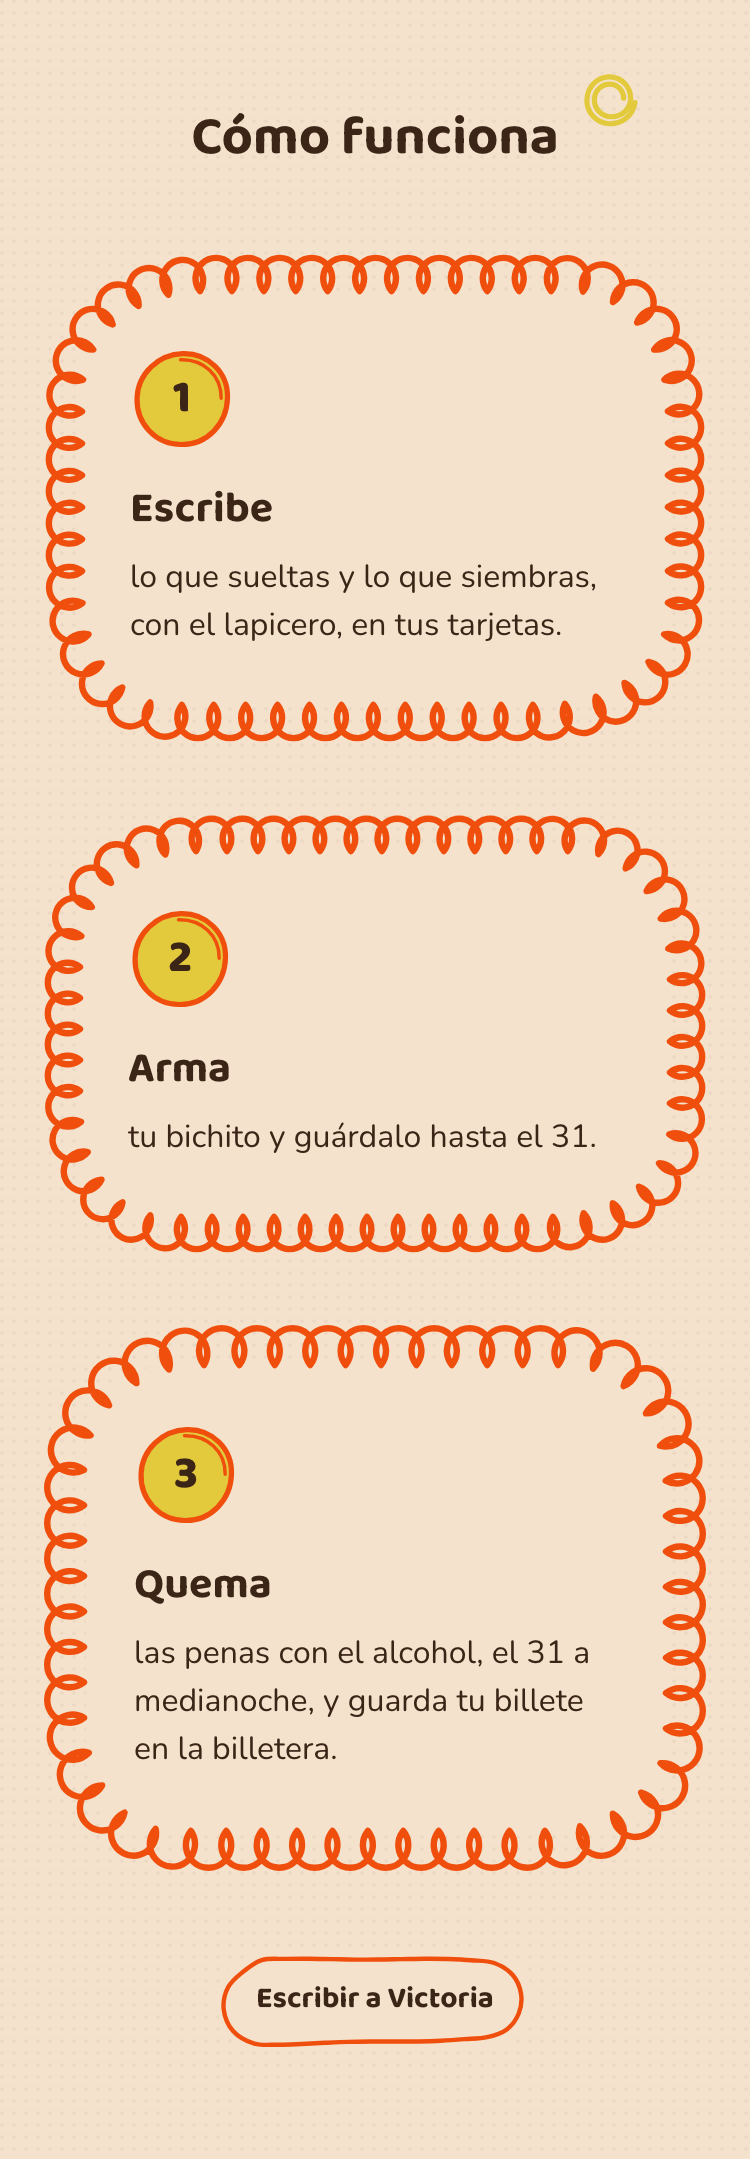 Cómo funciona
1
Escribe
lo que sueltas y lo que siembras,
con el lapicero, en tus tarjetas.
2
Arma
tu bichito y guárdalo hasta el 31.
3
Quema
las penas con el alcohol, el 31 a
medianoche, y guarda tu billete
en la billetera.
Escribir a Victoria